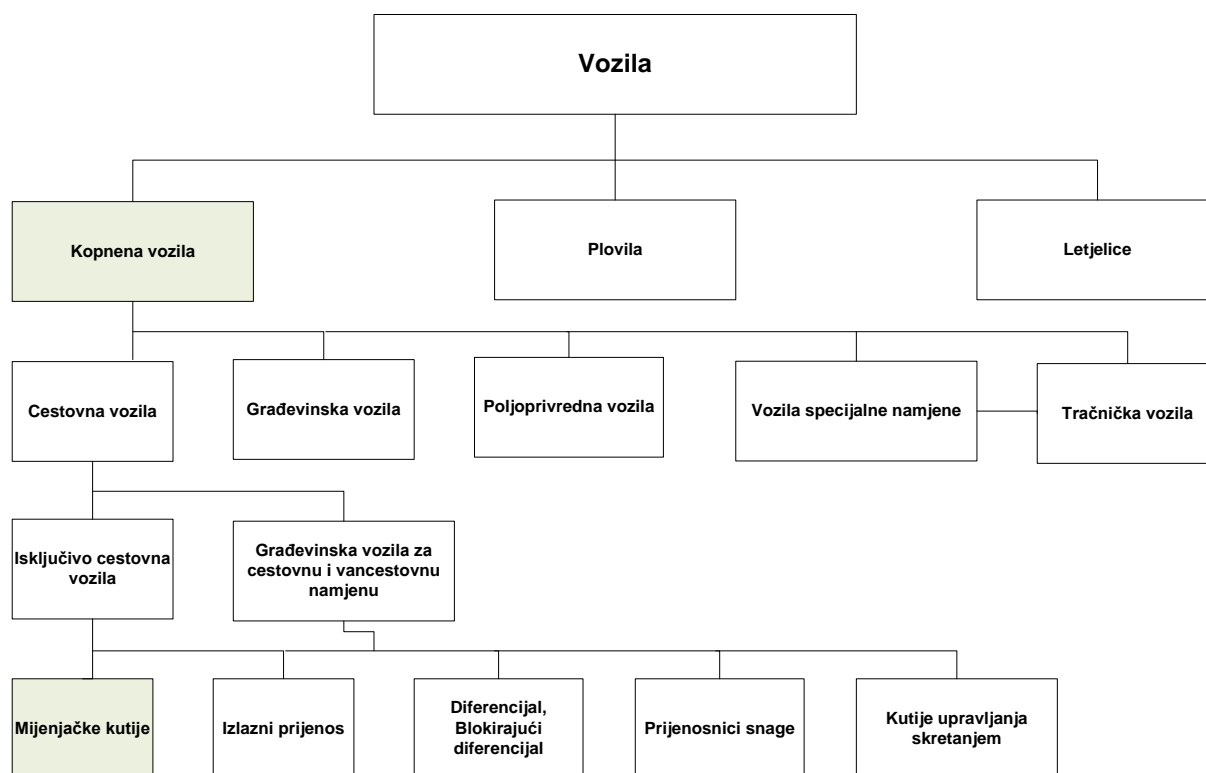 Vozila
Kopnena vozila
Plovila
Letjelice
Cestovna vozila
Građevinska vozila
Poljoprivredna vozila
Vozila specijalne namjene
Tračnička vozila
Isključivo cestovna
vozila
Građevinska vozila za
cestovnu i vancestovnu
namjenu
Mijenjačke kutije
Izlazni prijenos
Diferencijal,
Blokirajući
diferencijal
Prijenosnici snage
Kutije upravljanja
skretanjem